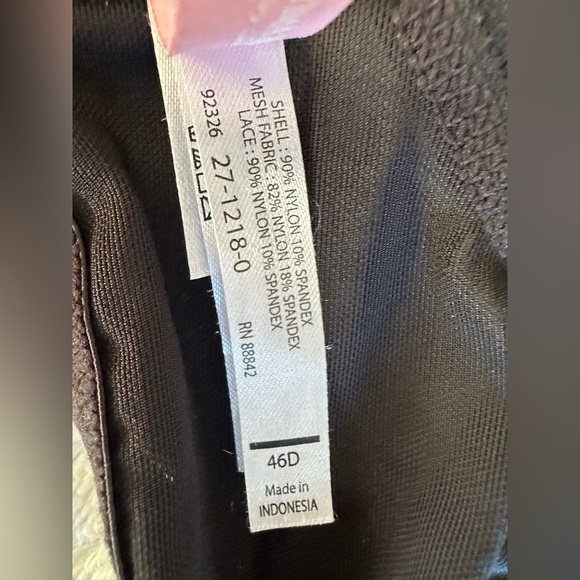 SHELL : 90% NYLON 10% SPANDEX
MESH FABRIC : 82% NYLON 18% SPANDEX
LACE : 90% NYLON 10% SPANDEX
27-1218-0
92326
RN 88842
46D
Made in
INDONESIA